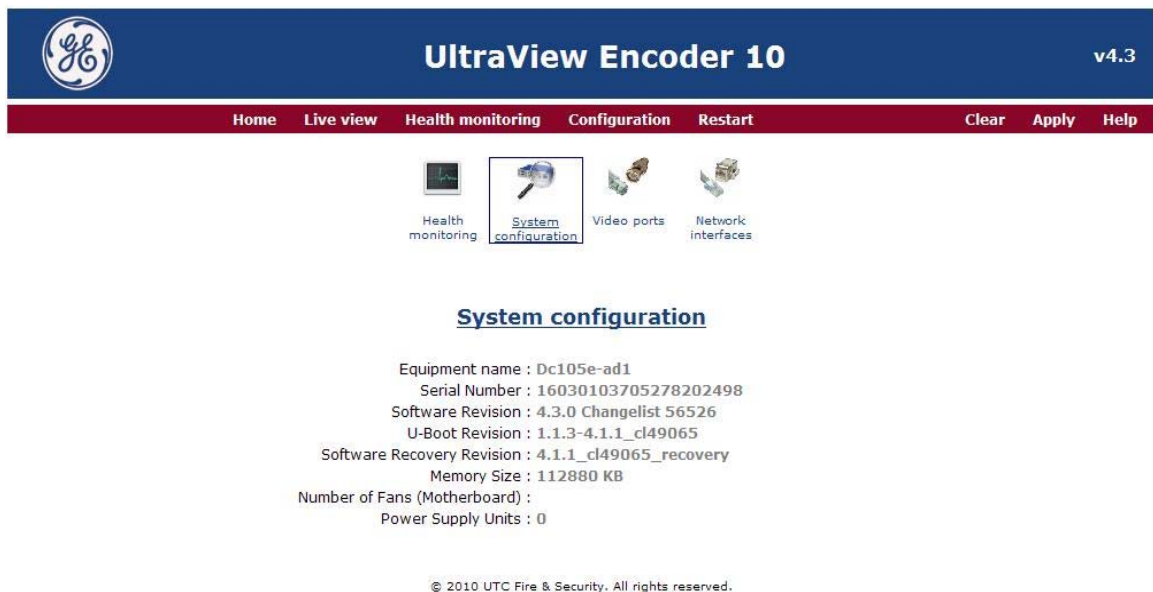 GE
UltraView Encoder 10
v4.3
Home Live view Health monitoring Configuration Restart Clear Apply Help
Health monitoring
System configuration
Video ports
Network interfaces
System configuration
Equipment name : Dc105e-ad1
Serial Number : 16030103705278202498
Software Revision : 4.3.0 Changelist 56526
U-Boot Revision : 1.1.3-4.1.1_cl49065
Software Recovery Revision : 4.1.1_cl49065_recovery
Memory Size : 112880 KB
Number of Fans (Motherboard) :
Power Supply Units : 0
© 2010 UTC Fire & Security. All rights reserved.